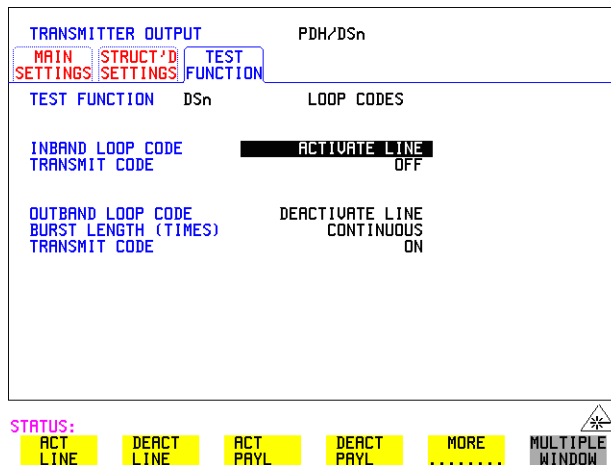 TRANSMITTER OUTPUT PDH/DSn
MAIN SETTINGS STRUCT'D SETTINGS TEST FUNCTION
TEST FUNCTION DSn LOOP CODES
INBAND LOOP CODE ACTIVATE LINE
TRANSMIT CODE OFF
OUTBAND LOOP CODE DEACTIVATE LINE
BURST LENGTH (TIMES) CONTINUOUS
TRANSMIT CODE ON
STATUS:
ACT LINE DEACT LINE ACT PAYL DEACT PAYL MORE ........ MULTIPLE WINDOW